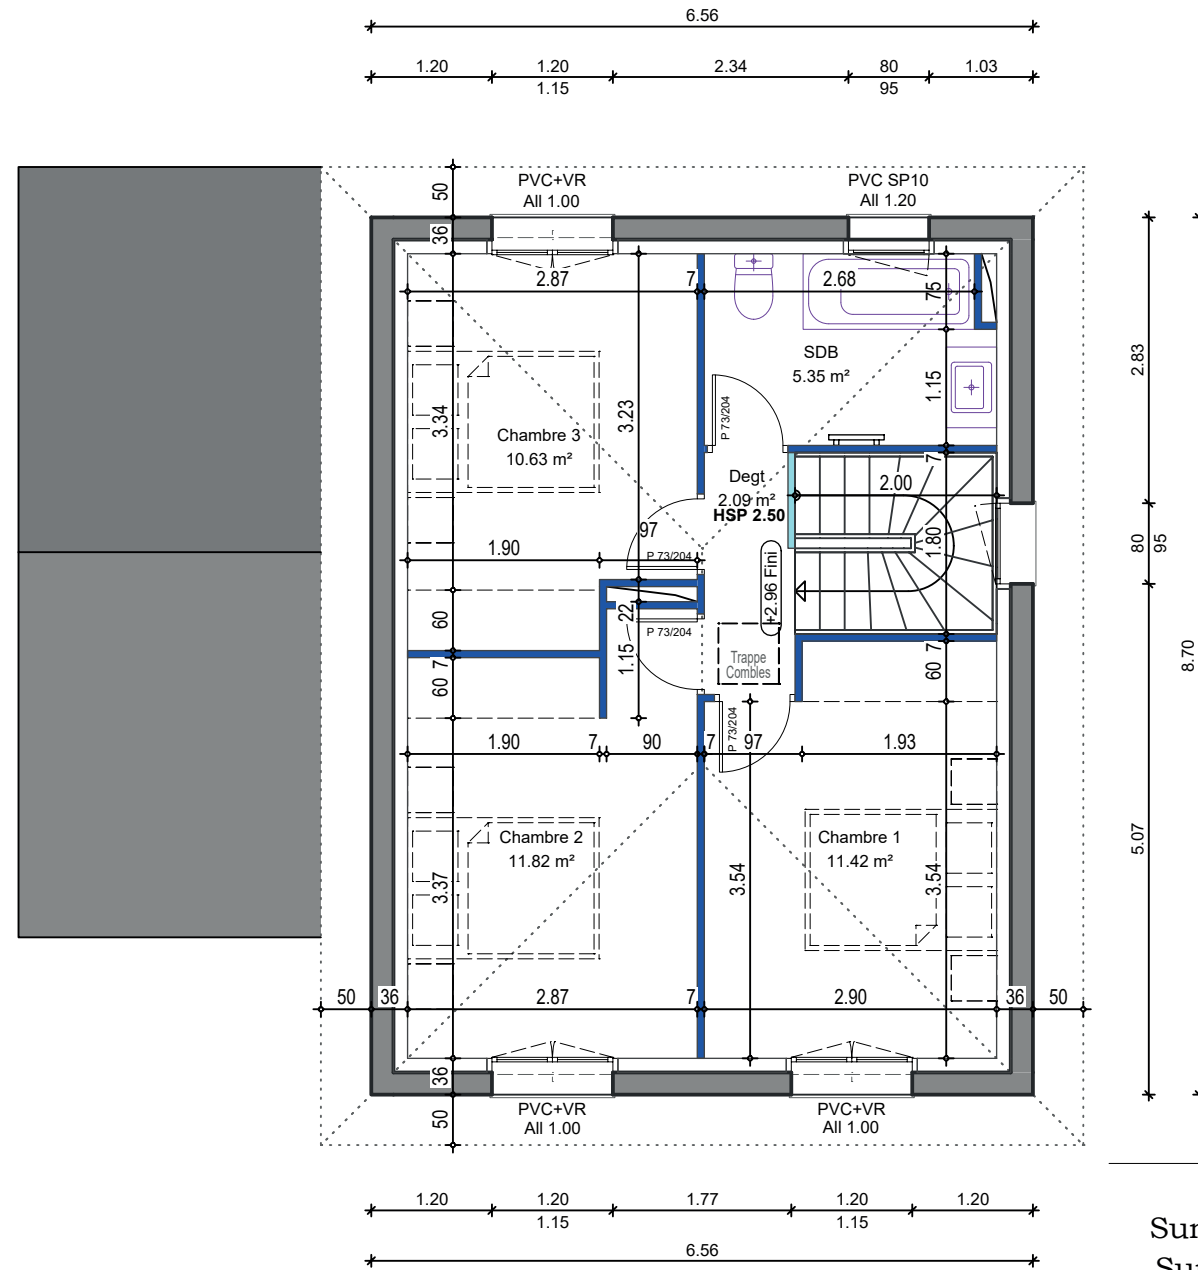 6.56
1.20 1.20 2.34 80 1.03
1.15 95
PVC+VR
All 1.00
PVC SP10
All 1.20
50
36
2.87 7 2.68
75
SDB
5.35 m²
2.83
1.15
P 73/204
3.34
3.23
Chambre 3
10.63 m²
7
Degt
2.09 m²
HSP 2.50
2.00
97
1.80
80
95
1.90
P 73/204
+2.96 Fini
60
22
P 73/204
7
60
1.15
Trappe
Combles
7
60
8.70
P 73/204
1.90 7 90 7 97 1.93
Chambre 2
11.82 m²
Chambre 1
11.42 m²
3.37
3.54
3.54
5.07
50 36 2.87 7 2.90 36 50
36
50
PVC+VR
All 1.00
PVC+VR
All 1.00
1.20 1.20 1.77 1.20 1.20
1.15 1.15
6.56
Sur
Sur